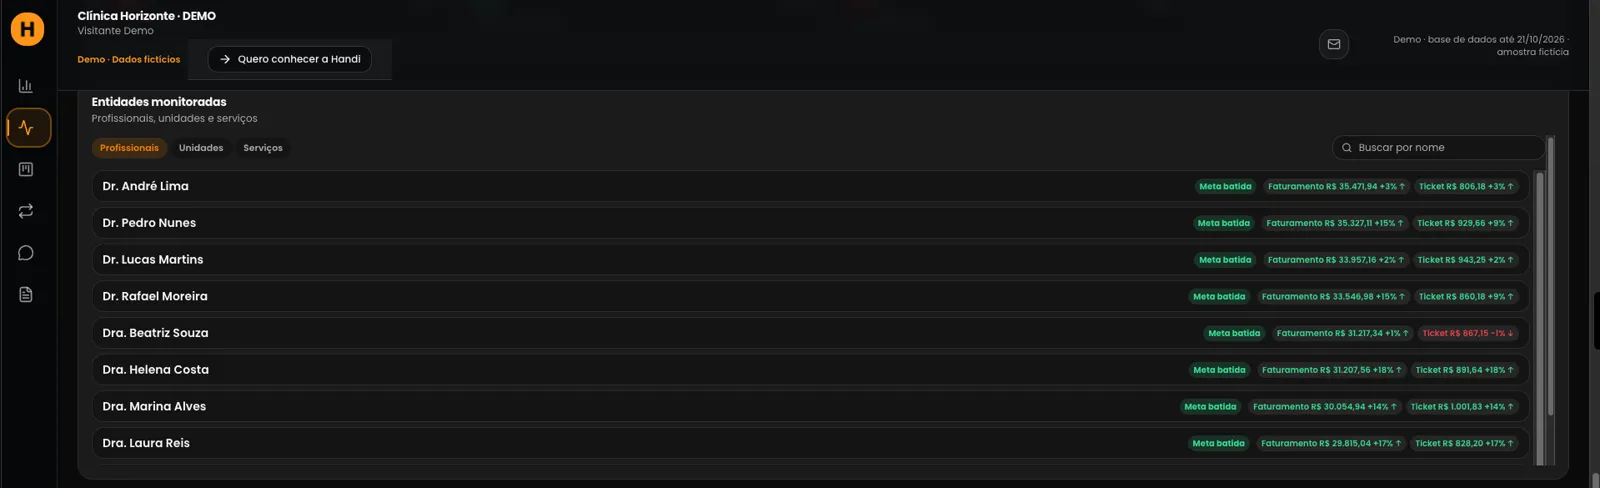 H
Clínica Horizonte · DEMO
Visitante Demo
Demo · Dados fictícios
→ Quero conhecer a Handi
Demo · base de dados até 21/10/2026 ·
amostra fictícia
Entidades monitoradas
Profissionais, unidades e serviços
Profissionais Unidades Serviços
Buscar por nome
Dr. André Lima Meta batida Faturamento R$ 35.471,94 +3% ↑ Ticket R$ 806,18 +3% ↑
Dr. Pedro Nunes Meta batida Faturamento R$ 35.327,11 +15% ↑ Ticket R$ 929,66 +9% ↑
Dr. Lucas Martins Meta batida Faturamento R$ 33.957,16 +2% ↑ Ticket R$ 943,25 +2% ↑
Dr. Rafael Moreira Meta batida Faturamento R$ 33.546,98 +15% ↑ Ticket R$ 860,18 +9% ↑
Dra. Beatriz Souza Meta batida Faturamento R$ 31.217,34 +1% ↑ Ticket R$ 867,15 -1% ↓
Dra. Helena Costa Meta batida Faturamento R$ 31.207,56 +18% ↑ Ticket R$ 891,64 +18% ↑
Dra. Marina Alves Meta batida Faturamento R$ 30.054,94 +14% ↑ Ticket R$ 1.001,83 +14% ↑
Dra. Laura Reis Meta batida Faturamento R$ 29.815,04 +17% ↑ Ticket R$ 828,20 +17% ↑